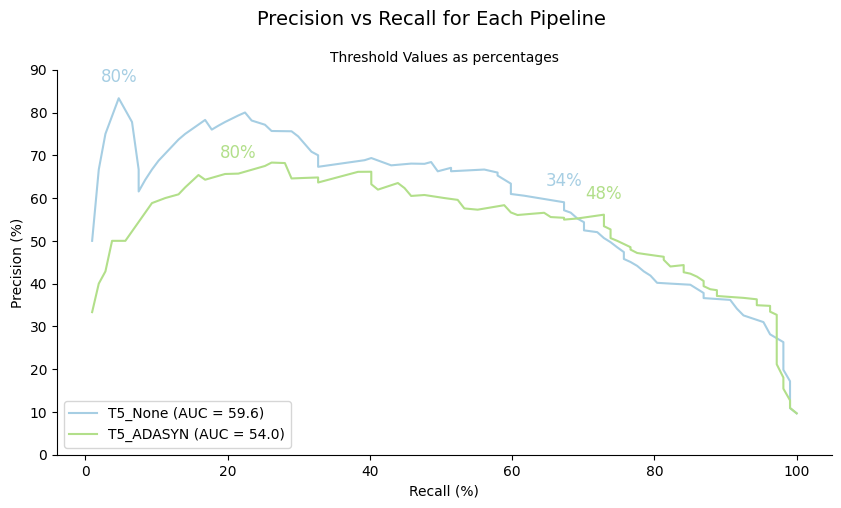 Precision vs Recall for Each Pipeline
Threshold Values as percentages
90
80
70
60
50
40
30
20
10
0
Precision (%)
80%
80%
34%
48%
T5_None (AUC = 59.6)
T5_ADASYN (AUC = 54.0)
0 20 40 60 80 100
Recall (%)